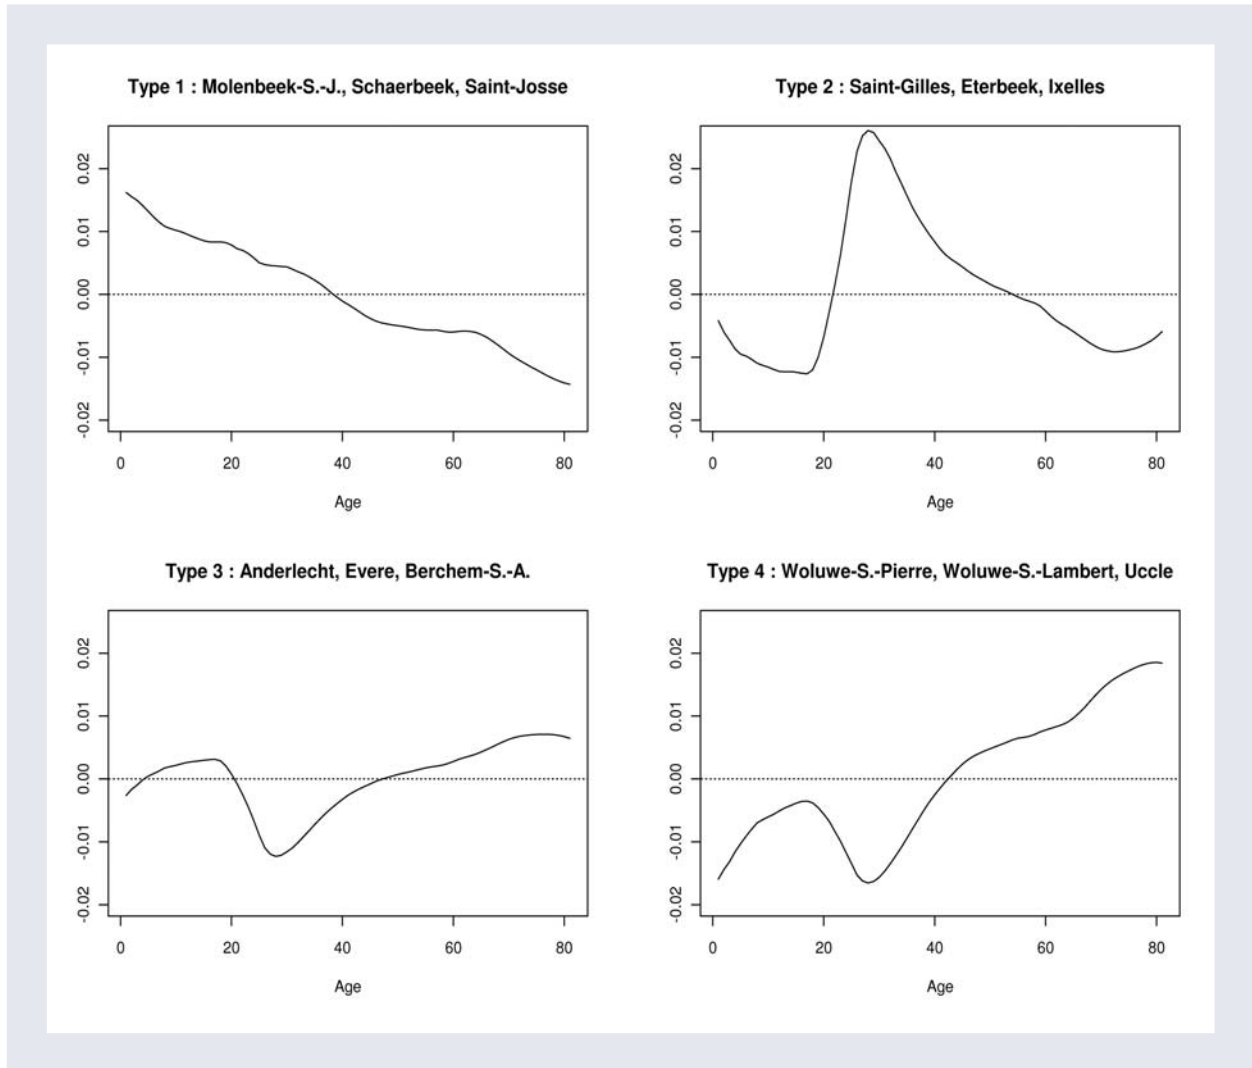 Type 1 : Molenbeek-S.-J., Schaerbeek, Saint-Josse
0.02
0.01
0.00
-0.01
-0.02
0 20 40 60 80
Age
Type 2 : Saint-Gilles, Eterbeek, Ixelles
0.02
0.01
0.00
-0.01
-0.02
0 20 40 60 80
Age
Type 3 : Anderlecht, Evere, Berchem-S.-A.
0.02
0.01
0.00
-0.01
-0.02
0 20 40 60 80
Age
Type 4 : Woluwe-S.-Pierre, Woluwe-S.-Lambert, Uccle
0.02
0.01
0.00
-0.01
-0.02
0 20 40 60 80
Age